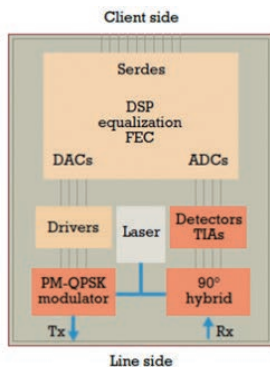 Client side
Serdes
DSP
equalization
FEC
DACs
ADCs
Drivers
Laser
Detectors
TIAs
PM-QPSK
modulator
90°
hybrid
Tx
Rx
Line side